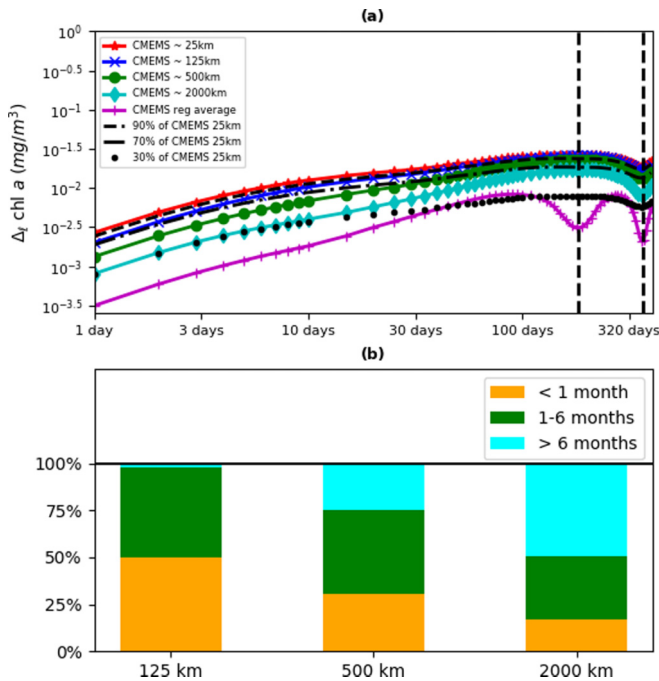 (a)
Δℓ chl a (mg/m³)
10⁰
10⁻⁰·⁵
10⁻¹
10⁻¹·⁵
10⁻²
10⁻²·⁵
10⁻³
10⁻³·⁵
CMEMS ~ 25km
CMEMS ~ 125km
CMEMS ~ 500km
CMEMS ~ 2000km
CMEMS reg average
90% of CMEMS 25km
70% of CMEMS 25km
30% of CMEMS 25km
1 day 3 days 10 days 30 days 100 days 320 days
(b)
< 1 month
1-6 months
> 6 months
100%
75%
50%
25%
0%
125 km 500 km 2000 km